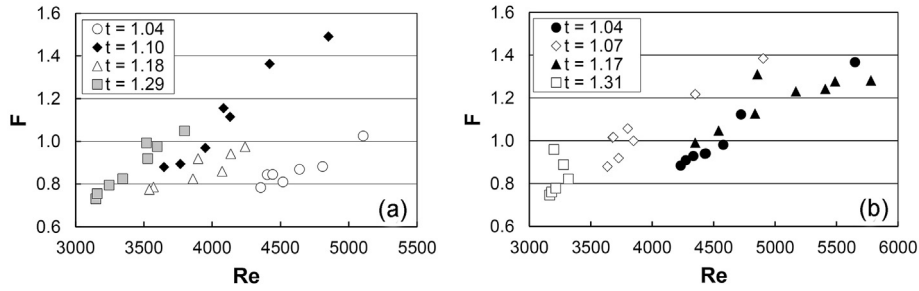 t = 1.04
t = 1.10
t = 1.18
t = 1.29
1.6
1.4
1.2
1.0
0.8
0.6
F
3000 3500 4000 4500 5000 5500
Re
(a)
t = 1.04
t = 1.07
t = 1.17
t = 1.31
1.6
1.4
1.2
1.0
0.8
0.6
F
3000 3500 4000 4500 5000 5500 6000
Re
(b)